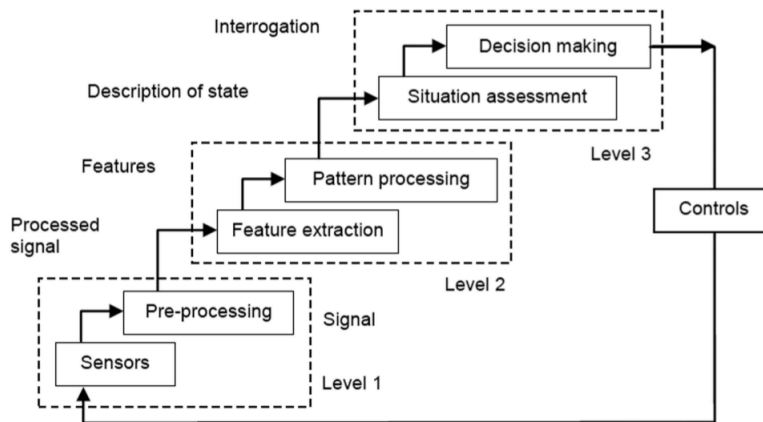 Interrogation
Decision making
Description of state
Situation assessment
Level 3
Features
Pattern processing
Controls
Processed
signal
Feature extraction
Level 2
Pre-processing
Signal
Sensors
Level 1